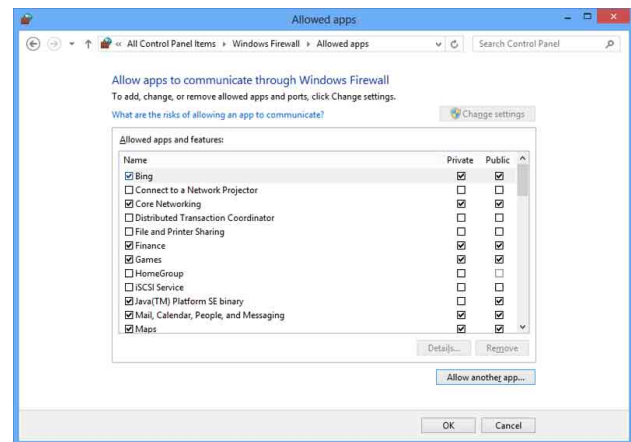 Allowed apps
« All Control Panel Items ▸ Windows Firewall ▸ Allowed apps
Search Control Panel
Allow apps to communicate through Windows Firewall
To add, change, or remove allowed apps and ports, click Change settings.
What are the risks of allowing an app to communicate?
Change settings
Allowed apps and features:
Name Private Public
Bing
Connect to a Network Projector
Core Networking
Distributed Transaction Coordinator
File and Printer Sharing
Finance
Games
HomeGroup
iSCSI Service
Java(TM) Platform SE binary
Mail, Calendar, People, and Messaging
Maps
Details... Remove
Allow another app...
OK Cancel